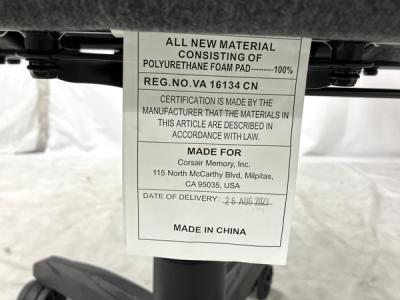 ALL NEW MATERIAL
CONSISTING OF
POLYURETHANE FOAM PAD---------100%
REG.NO.VA 16134 CN
CERTIFICATION IS MADE BY THE
MANUFACTURER THAT THE MATERIALS IN
THIS ARTICLE ARE DESCRIBED IN
ACCORDANCE WITH LAW.
MADE FOR
Corsair Memory, Inc.
115 North McCarthy Blvd, Milpitas,
CA 95035, USA
DATE OF DELIVERY: 26 AUG 2021
MADE IN CHINA